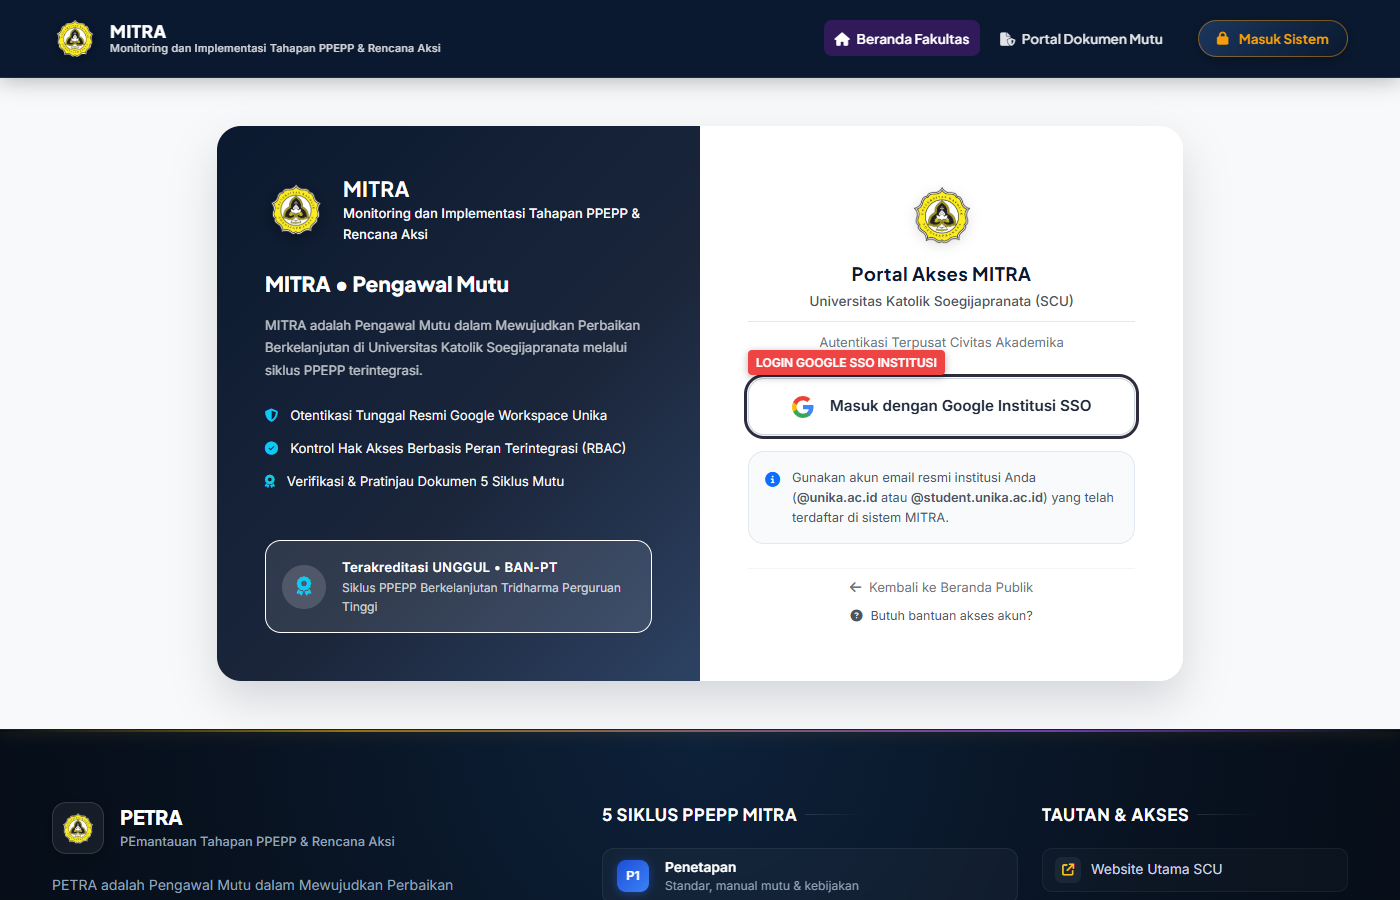 MITRA
Monitoring dan Implementasi Tahapan PPEPP & Rencana Aksi
Beranda Fakultas
Portal Dokumen Mutu
Masuk Sistem
MITRA
Monitoring dan Implementasi Tahapan PPEPP &
Rencana Aksi
MITRA ● Pengawal Mutu
MITRA adalah Pengawal Mutu dalam Mewujudkan Perbaikan
Berkelanjutan di Universitas Katolik Soegijapranata melalui
siklus PPEPP terintegrasi.
Otentikasi Tunggal Resmi Google Workspace Unika
Kontrol Hak Akses Berbasis Peran Terintegrasi (RBAC)
Verifikasi & Pratinjau Dokumen 5 Siklus Mutu
Terakreditasi UNGGUL • BAN-PT
Siklus PPEPP Berkelanjutan Tridharma Perguruan
Tinggi
Portal Akses MITRA
Universitas Katolik Soegijapranata (SCU)
Autentikasi Terpusat Civitas Akademika
LOGIN GOOGLE SSO INSTITUSI
Masuk dengan Google Institusi SSO
Gunakan akun email resmi institusi Anda
(@unika.ac.id atau @student.unika.ac.id) yang telah
terdaftar di sistem MITRA.
Kembali ke Beranda Publik
Butuh bantuan akses akun?
PETRA
PEmantauan Tahapan PPEPP & Rencana Aksi
PETRA adalah Pengawal Mutu dalam Mewujudkan Perbaikan
5 SIKLUS PPEPP MITRA
P1
Penetapan
Standar, manual mutu & kebijakan
TAUTAN & AKSES
Website Utama SCU